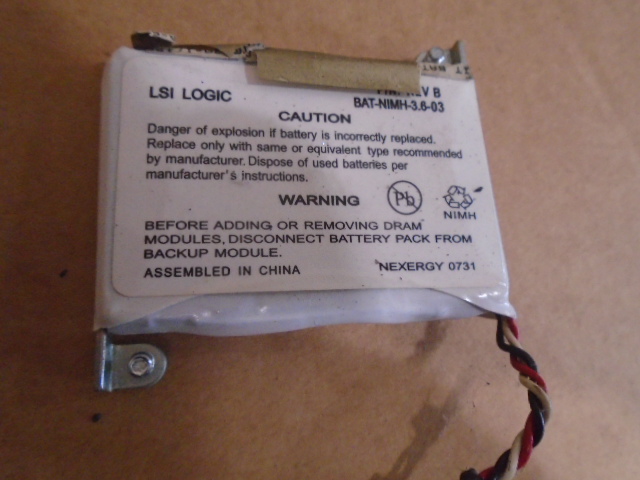 LSI LOGIC
REV B
BAT-NIMH-3.6-03
CAUTION
Danger of explosion if battery is incorrectly replaced.
Replace only with same or equivalent type recommended
by manufacturer. Dispose of used batteries per
manufacturer's instructions.
WARNING
Pb
NIMH
BEFORE ADDING OR REMOVING DRAM
MODULES, DISCONNECT BATTERY PACK FROM
BACKUP MODULE.
ASSEMBLED IN CHINA NEXERGY 0731